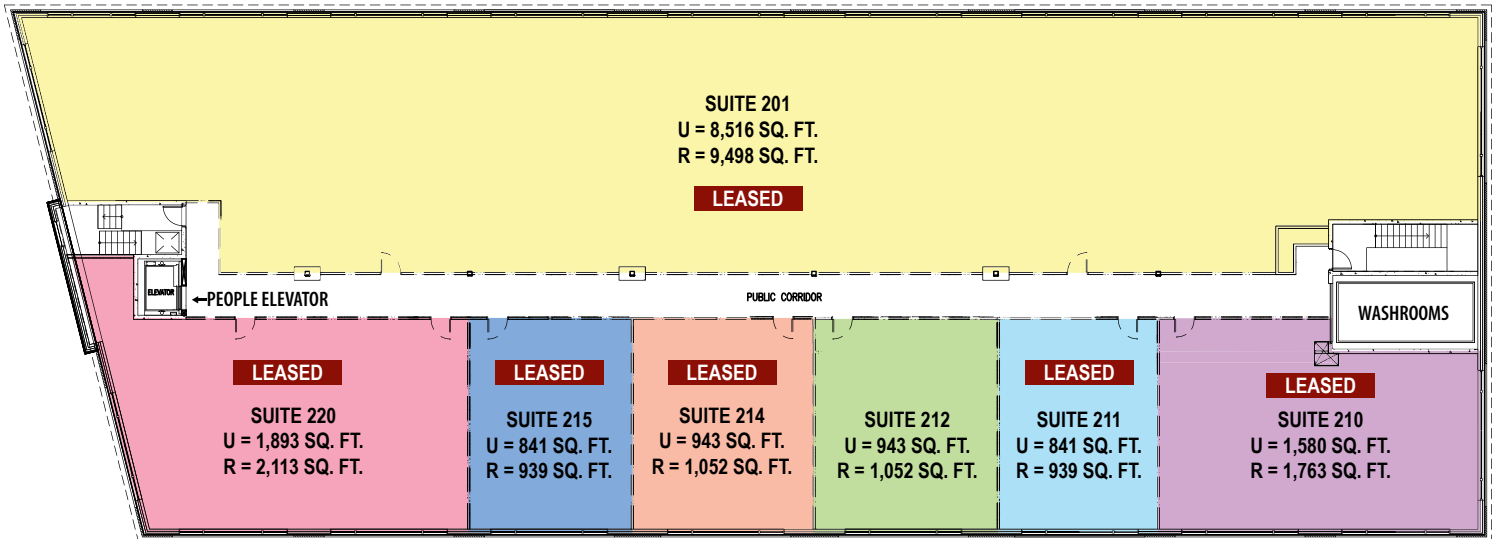 SUITE 201
U = 8,516 SQ. FT.
R = 9,498 SQ. FT.
LEASED
ELEVATOR
←PEOPLE ELEVATOR
PUBLIC CORRIDOR
WASHROOMS
LEASED
SUITE 220
U = 1,893 SQ. FT.
R = 2,113 SQ. FT.
LEASED
SUITE 215
U = 841 SQ. FT.
R = 939 SQ. FT.
LEASED
SUITE 214
U = 943 SQ. FT.
R = 1,052 SQ. FT.
SUITE 212
U = 943 SQ. FT.
R = 1,052 SQ. FT.
LEASED
SUITE 211
U = 841 SQ. FT.
R = 939 SQ. FT.
LEASED
SUITE 210
U = 1,580 SQ. FT.
R = 1,763 SQ. FT.